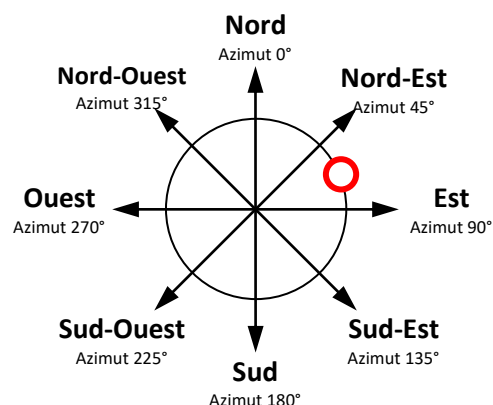 Nord
Azimut 0°
Nord-Ouest
Azimut 315°
Nord-Est
Azimut 45°
Ouest
Azimut 270°
Est
Azimut 90°
Sud-Ouest
Azimut 225°
Sud-Est
Azimut 135°
Sud
Azimut 180°